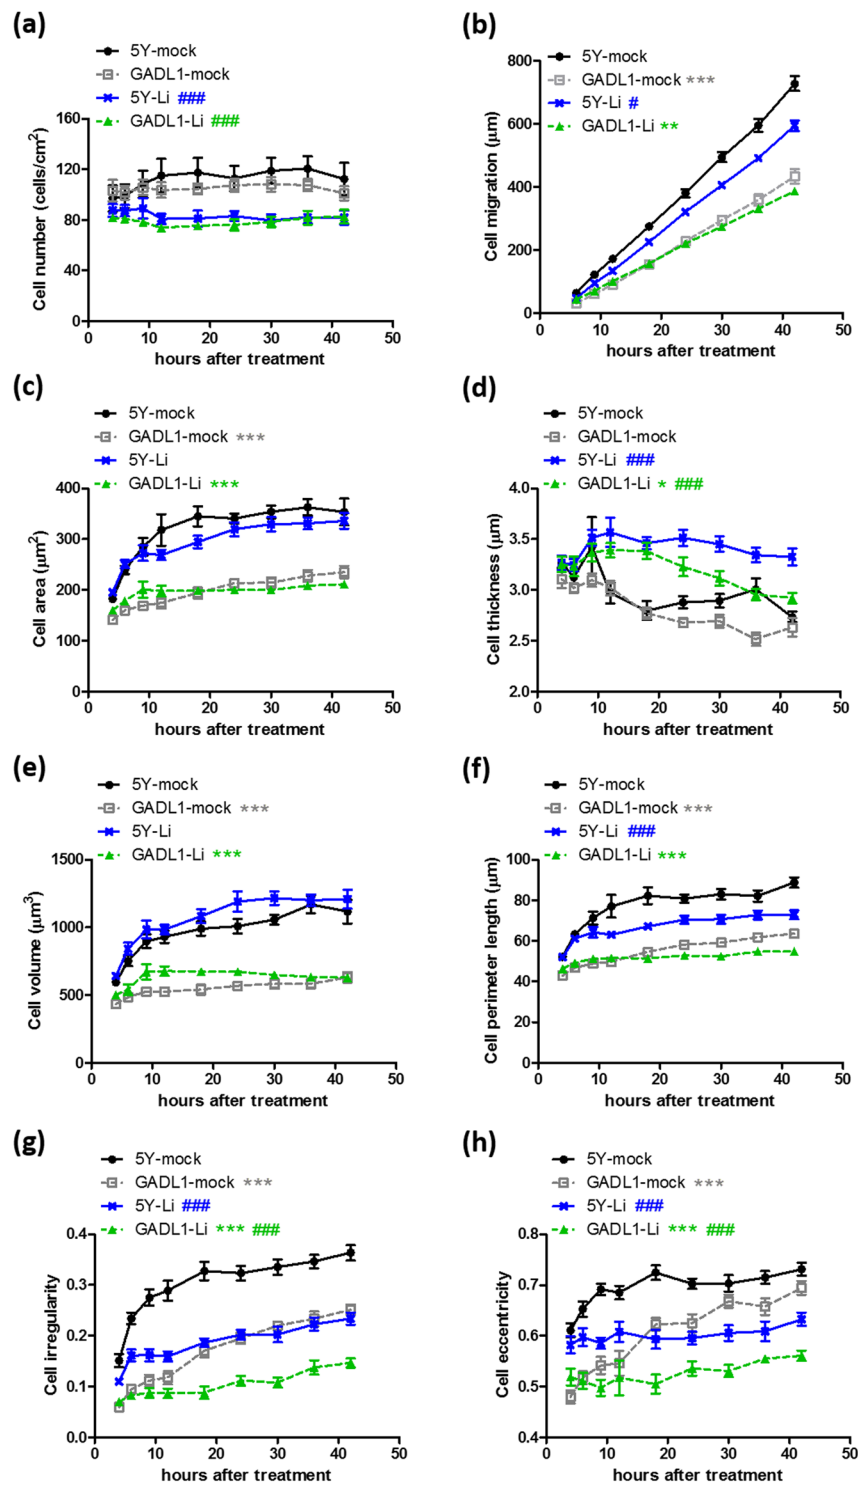 (a)
5Y-mock
GADL1-mock
5Y-Li ###
GADL1-Li ###
160
120
80
40
0
Cell number (cells/cm²)
0 10 20 30 40 50
hours after treatment
(b)
5Y-mock
GADL1-mock ***
5Y-Li #
GADL1-Li **
800
600
400
200
0
Cell migration (μm)
0 10 20 30 40 50
hours after treatment
(c)
5Y-mock
GADL1-mock ***
5Y-Li
GADL1-Li ***
400
300
200
100
0
Cell area (μm²)
0 10 20 30 40 50
hours after treatment
(d)
5Y-mock
GADL1-mock
5Y-Li ###
GADL1-Li * ###
4.0
3.5
3.0
2.5
2.0
Cell thickness (μm)
0 10 20 30 40 50
hours after treatment
(e)
5Y-mock
GADL1-mock ***
5Y-Li
GADL1-Li ***
1500
1000
500
0
Cell volume (μm³)
0 10 20 30 40 50
hours after treatment
(f)
5Y-mock
GADL1-mock ***
5Y-Li ###
GADL1-Li ***
100
80
60
40
20
0
Cell perimeter length (μm)
0 10 20 30 40 50
hours after treatment
(g)
5Y-mock
GADL1-mock ***
5Y-Li ###
GADL1-Li *** ###
0.4
0.3
0.2
0.1
0.0
Cell irregularity
0 10 20 30 40 50
hours after treatment
(h)
5Y-mock
GADL1-mock ***
5Y-Li ###
GADL1-Li *** ###
0.8
0.7
0.6
0.5
0.4
Cell eccentricity
0 10 20 30 40 50
hours after treatment